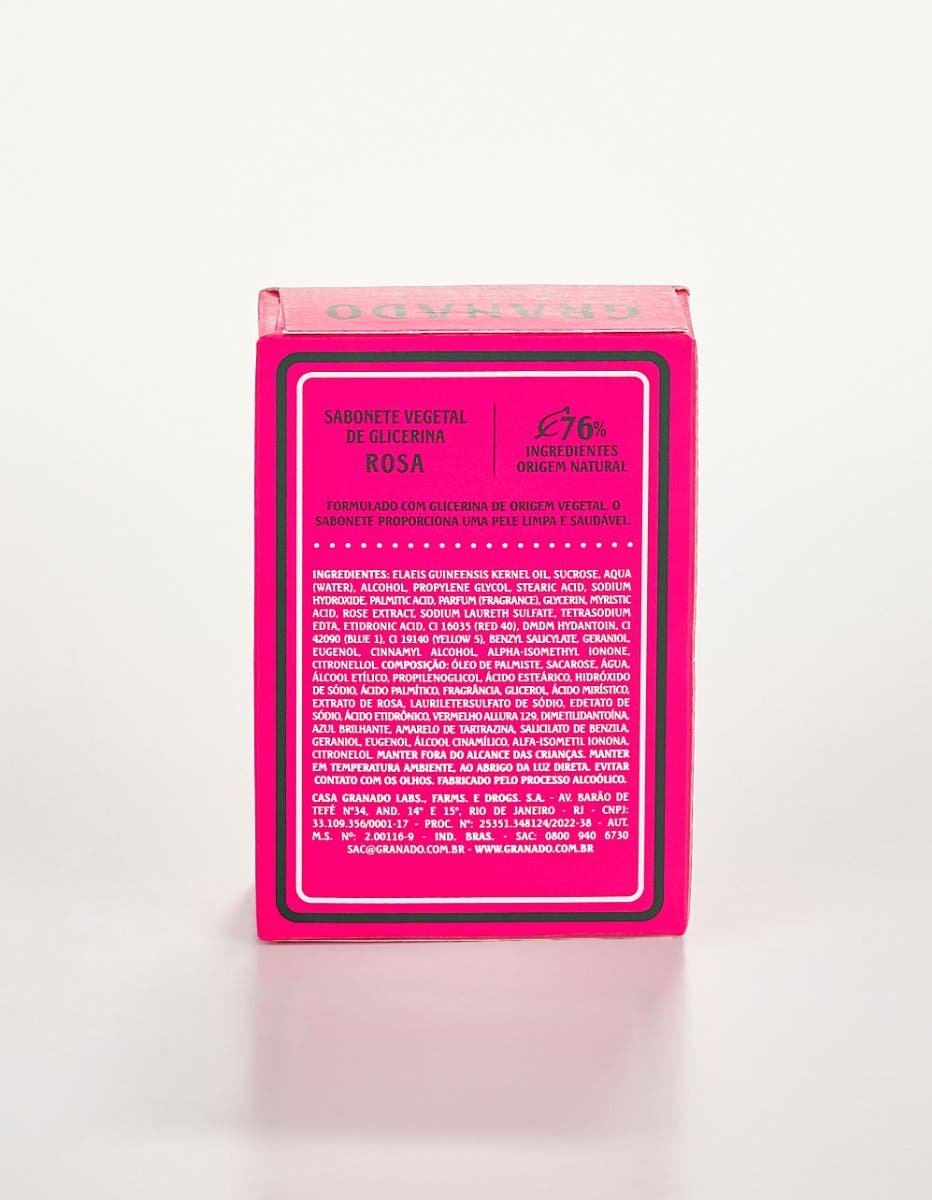 GRANADO
SABONETE VEGETAL
DE GLICERINA
ROSA
76%
INGREDIENTES
ORIGEM NATURAL
FORMULADO COM GLICERINA DE ORIGEM VEGETAL, O
SABONETE PROPORCIONA UMA PELE LIMPA E SAUDÁVEL.
INGREDIENTES: ELAEIS GUINEENSIS KERNEL OIL, SUCROSE, AQUA
(WATER), ALCOHOL, PROPYLENE GLYCOL, STEARIC ACID, SODIUM
HYDROXIDE, PALMITIC ACID, PARFUM (FRAGRANCE), GLYCERIN, MYRISTIC
ACID, ROSE EXTRACT, SODIUM LAURETH SULFATE, TETRASODIUM
EDTA, ETIDRONIC ACID, CI 16035 (RED 40), DMDM HYDANTOIN, CI
42090 (BLUE 1), CI 19140 (YELLOW 5), BENZYL SALICYLATE, GERANIOL,
EUGENOL, CINNAMYL ALCOHOL, ALPHA-ISOMETHYL IONONE,
CITRONELLOL. COMPOSIÇÃO: ÓLEO DE PALMISTE, SACAROSE, ÁGUA,
ÁLCOOL ETÍLICO, PROPILENOGLICOL, ÁCIDO ESTEÁRICO, HIDRÓXIDO
DE SÓDIO, ÁCIDO PALMÍTICO, FRAGRÂNCIA, GLICEROL, ÁCIDO MIRÍSTICO,
EXTRATO DE ROSA, LAURILETERSULFATO DE SÓDIO, EDETATO DE
SÓDIO, ÁCIDO ETIDRÔNICO, VERMELHO ALLURA 129, DIMETILIDANTOÍNA,
AZUL BRILHANTE, AMARELO DE TARTRAZINA, SALICILATO DE BENZILA,
GERANIOL, EUGENOL, ÁLCOOL CINAMÍLICO, ALFA-ISOMETIL IONONA,
CITRONELOL. MANTER FORA DO ALCANCE DAS CRIANÇAS. MANTER
EM TEMPERATURA AMBIENTE, AO ABRIGO DA LUZ DIRETA. EVITAR
CONTATO COM OS OLHOS. FABRICADO PELO PROCESSO ALCOÓLICO.
CASA GRANADO LABS., FARMS. E DROGS. S.A. - AV. BARÃO DE
TEFÉ N°34, AND. 14° E 15°, RIO DE JANEIRO - RJ - CNPJ:
33.109.356/0001-17 - PROC. N°: 25351.348124/2022-38 - AUT.
M.S. Nº: 2.00116-9 - IND. BRAS. - SAC: 0800 940 6730
SAC@GRANADO.COM.BR - WWW.GRANADO.COM.BR